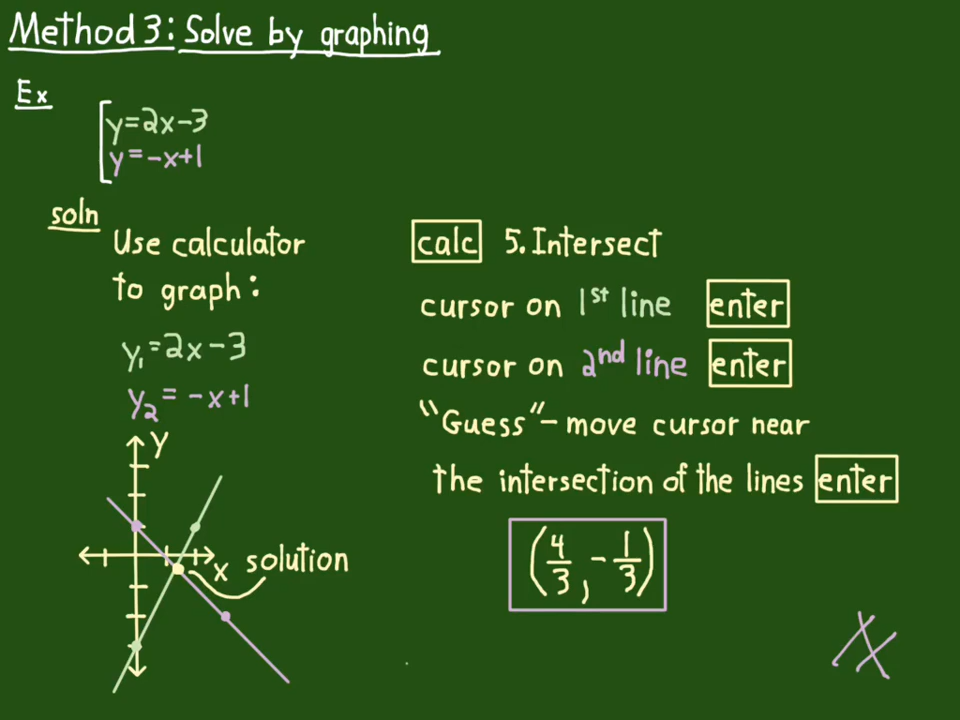 Method 3: Solve by graphing
Ex
y=2x-3
y=-x+1
soln
Use calculator
to graph:
y₁=2x-3
y₂=-x+1
y
x
solution
calc 5. Intersect
cursor on 1st line enter
cursor on 2nd line enter
"Guess"- move cursor near
the intersection of the lines enter
(4/3, -1/3)